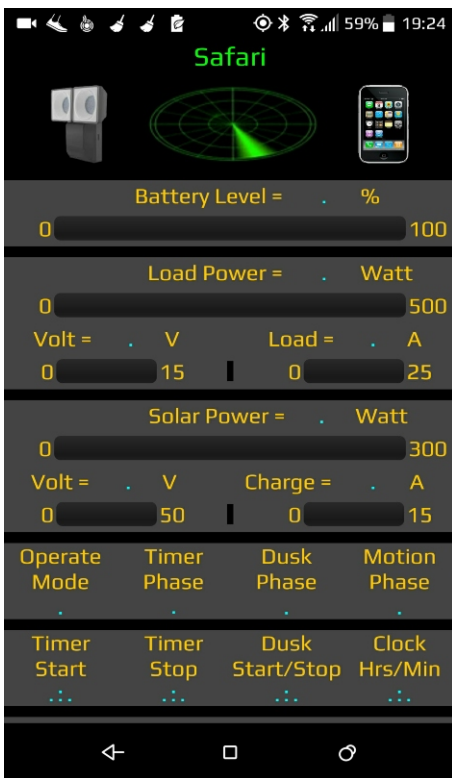 59% 19:24
Safari
Battery Level = . %
0 100
Load Power = . Watt
0 500
Volt = . V Load = . A
0 15 0 25
Solar Power = . Watt
0 300
Volt = . V Charge = . A
0 50 0 15
Operate Timer Dusk Motion
Mode Phase Phase Phase
. . . .
Timer Timer Dusk Clock
Start Stop Start/Stop Hrs/Min
.:. .:. .:. .:.